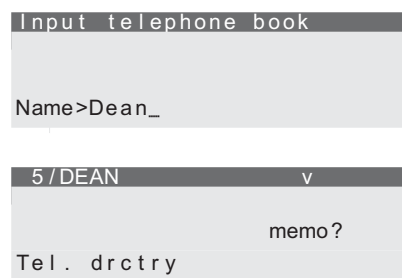 Input telephone book
Name>Dean_
5/DEAN v
memo?
Tel. drctry